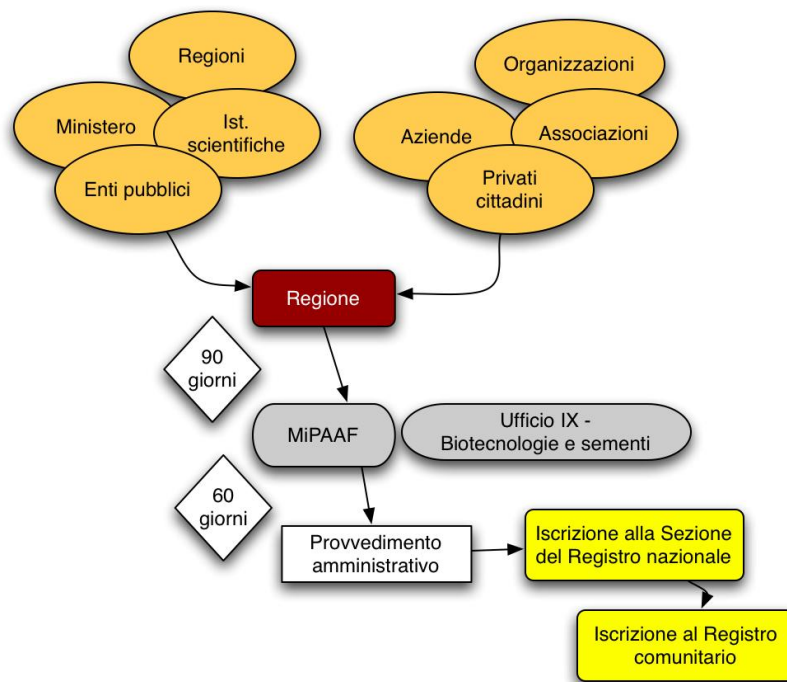 Regioni
Ministero
Ist.
scientifiche
Enti pubblici
Organizzazioni
Aziende
Associazioni
Privati
cittadini
Regione
90
giorni
MiPAAF
Ufficio IX -
Biotecnologie e sementi
60
giorni
Provvedimento
amministrativo
Iscrizione alla Sezione
del Registro nazionale
Iscrizione al Registro
comunitario